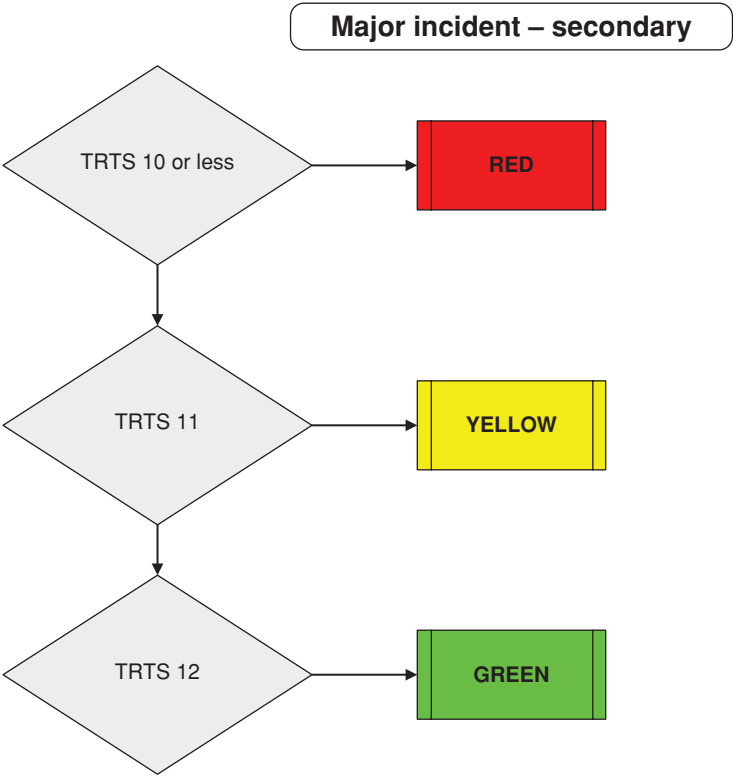 Major incident – secondary
TRTS 10 or less
RED
TRTS 11
YELLOW
TRTS 12
GREEN